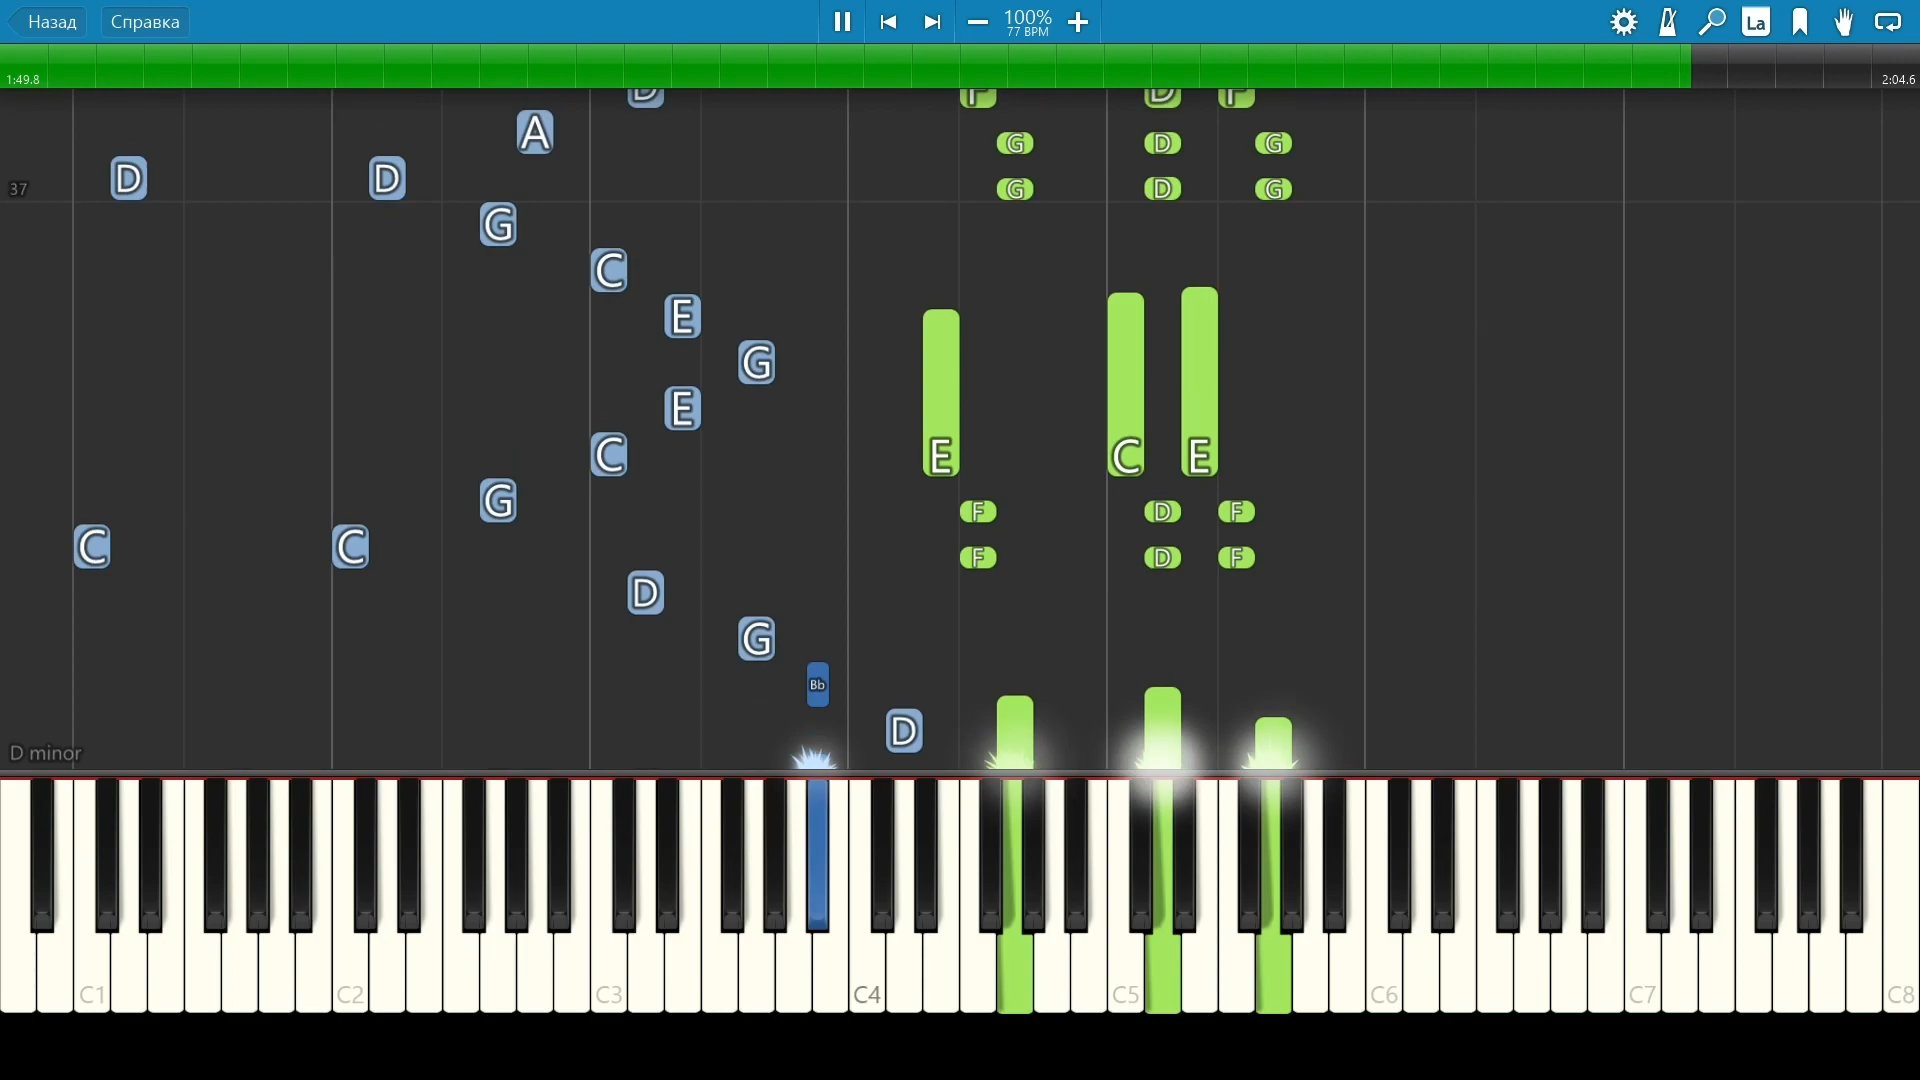 Назад Справка 100% La
77 BPM
1:49.8 2:04.6
D F D F
A G D G
D D 37 G D G
G
C
E
G
E
C E C E
G F D F
C C F D F
D
G
Bb
D
D minor
C1 C2 C3 C4 C5 C6 C7 C8